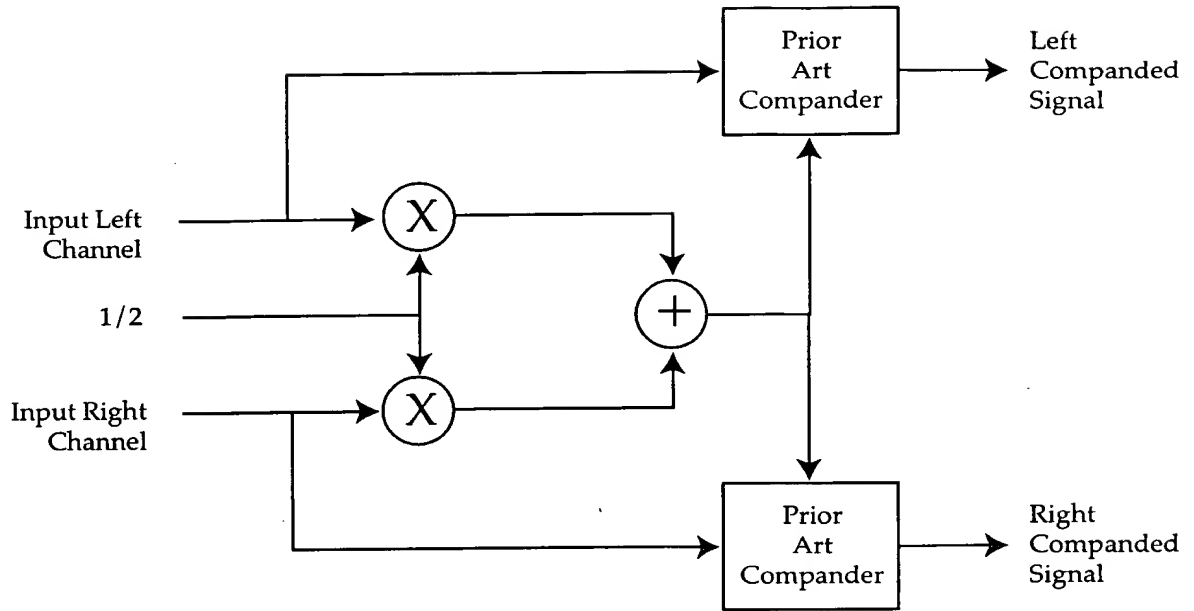 Prior
Art
Compander
Left
Companded
Signal
Input Left
Channel
X
1/2
+
Input Right
Channel
X
Prior
Art
Compander
Right
Companded
Signal